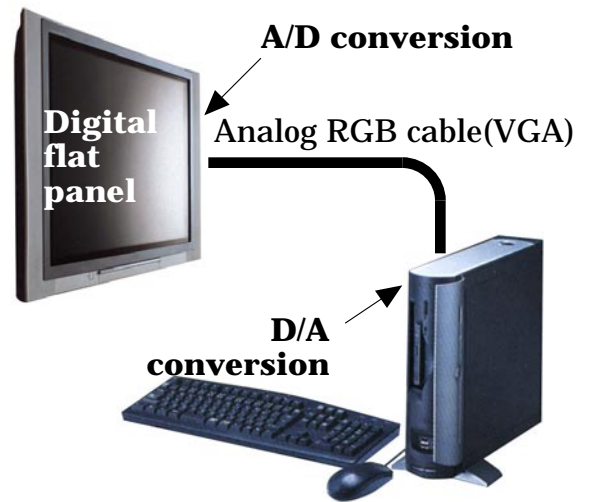 A/D conversion
Digital
flat
panel
Analog RGB cable(VGA)
D/A
conversion